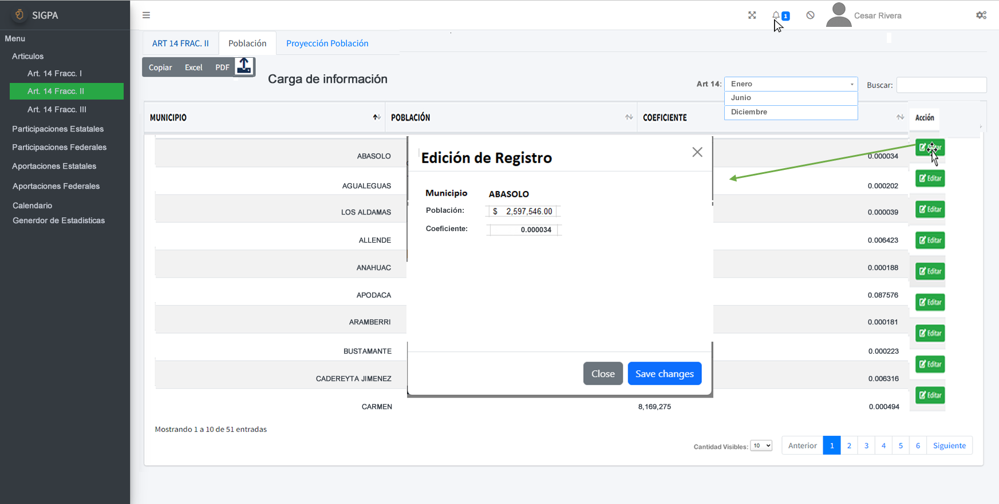 SIGPA
1
Cesar Rivera
Menu
Articulos
Art. 14 Fracc. I
Art. 14 Fracc. II
Art. 14 Fracc. III
Participaciones Estatales
Participaciones Federales
Aportaciones Estatales
Aportaciones Federales
Calendario
Generdor de Estadisticas
ART 14 FRAC. II Población Proyección Población
Copiar Excel PDF
Carga de información
Art 14: Enero
Junio
Diciembre
Buscar:
MUNICIPIO POBLACIÓN COEFICIENTE Acción
ABASOLO 0.000034
AGUALEGUAS 0.000202 Editar
LOS ALDAMAS 0.000039 Editar
ALLENDE 0.006423 Editar
ANAHUAC 0.000188 Editar
APODACA 0.087576 Editar
ARAMBERRI 0.000181 Editar
BUSTAMANTE 0.000223 Editar
CADEREYTA JIMENEZ 0.006316 Editar
CARMEN 8,169,275 0.000494
Edición de Registro
Municipio ABASOLO
Población: $ 2,597,546.00
Coeficiente: 0.000034
Close Save changes
Mostrando 1 a 10 de 51 entradas
Cantidad Visibles: 10 Anterior 1 2 3 4 5 6 Siguiente